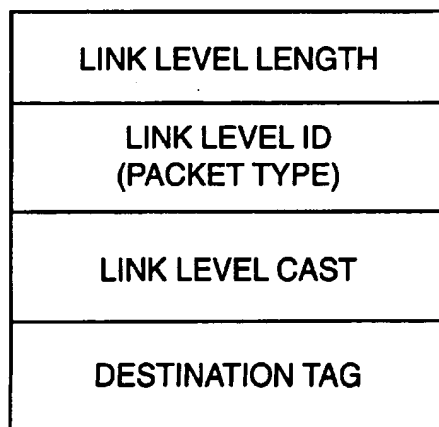 LINK LEVEL LENGTH
LINK LEVEL ID
(PACKET TYPE)
LINK LEVEL CAST
DESTINATION TAG